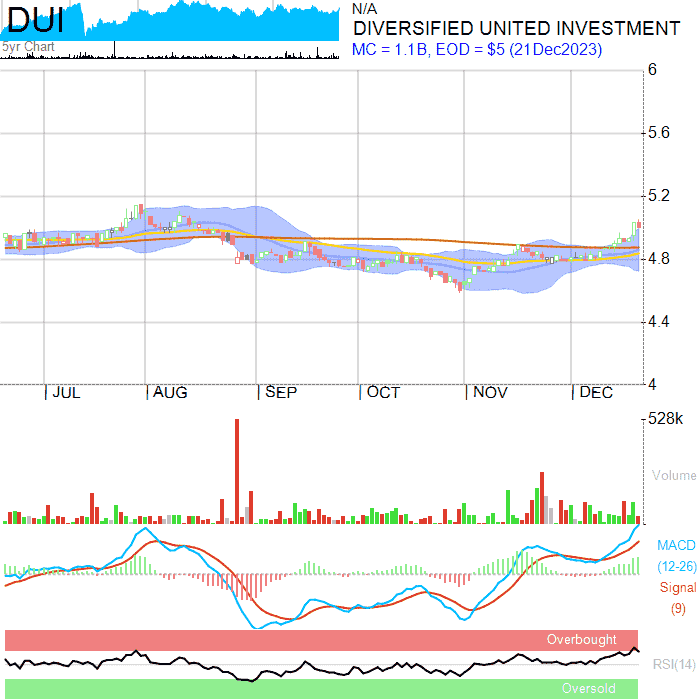 DUI
5yr Chart
N/A
DIVERSIFIED UNITED INVESTMENT
MC = 1.1B, EOD = $5 (21Dec2023)
6
5.6
5.2
4.8
4.4
4
JUL AUG SEP OCT NOV DEC
528k
Volume
MACD
(12-26)
Signal
(9)
Overbought
RSI(14)
Oversold